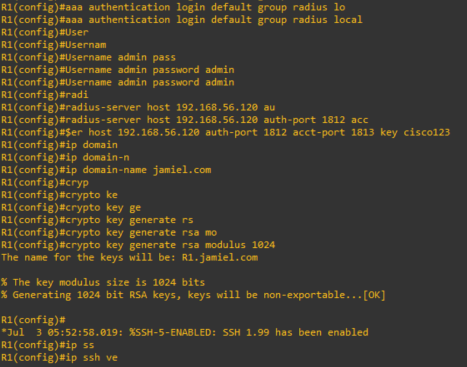 R1(config)#aaa authentication login default group radius lo
R1(config)#aaa authentication login default group radius local
R1(config)#User
R1(config)#Usernam
R1(config)#Username admin pass
R1(config)#Username admin password admin
R1(config)#Username admin password admin
R1(config)#radi
R1(config)#radius-server host 192.168.56.120 au
R1(config)#radius-server host 192.168.56.120 auth-port 1812 acc
R1(config)#$er host 192.168.56.120 auth-port 1812 acct-port 1813 key cisco123
R1(config)#ip domain
R1(config)#ip domain-n
R1(config)#ip domain-name jamiel.com
R1(config)#cryp
R1(config)#crypto ke
R1(config)#crypto key ge
R1(config)#crypto key generate rs
R1(config)#crypto key generate rsa mo
R1(config)#crypto key generate rsa modulus 1024
The name for the keys will be: R1.jamiel.com
% The key modulus size is 1024 bits
% Generating 1024 bit RSA keys, keys will be non-exportable...[OK]
R1(config)#
*Jul  3 05:52:58.019: %SSH-5-ENABLED: SSH 1.99 has been enabled
R1(config)#ip ss
R1(config)#ip ssh ve